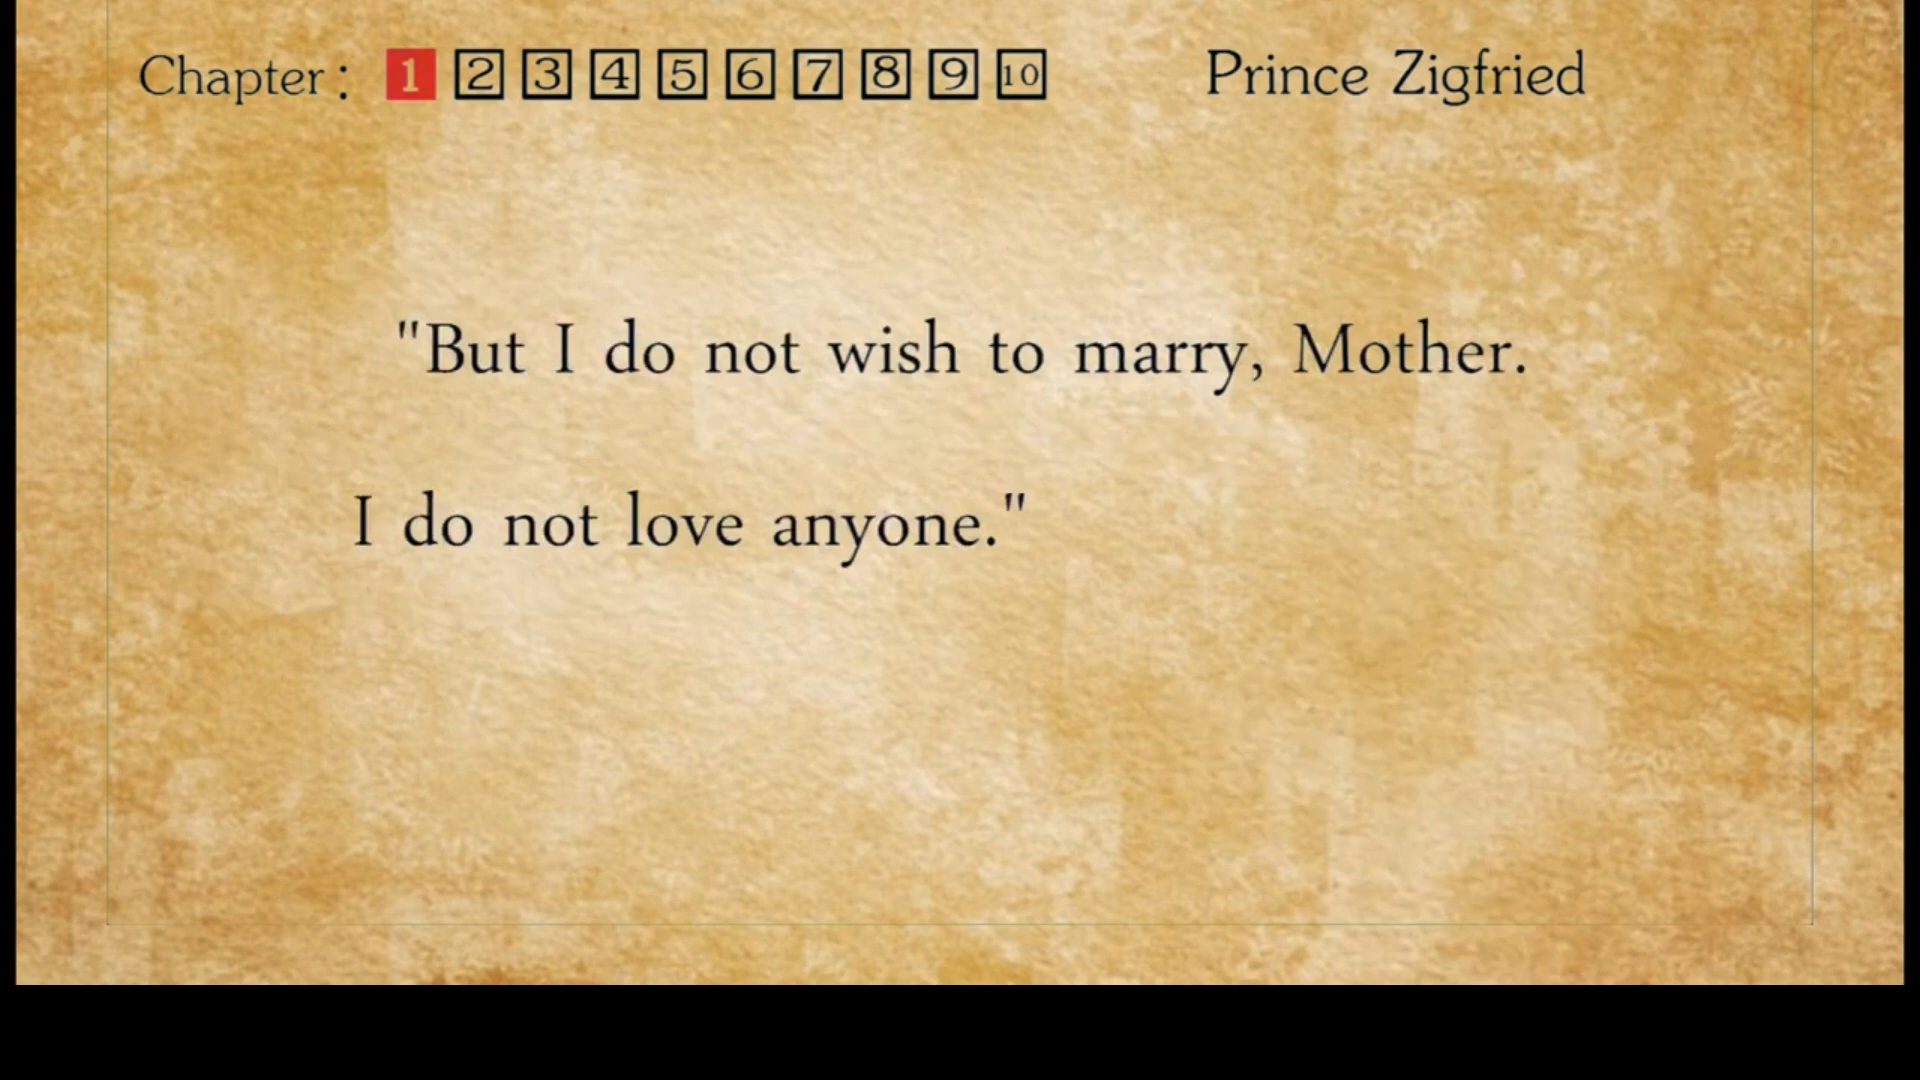 Chapter: 1 2 3 4 5 6 7 8 9 10 Prince Zigfried
"But I do not wish to marry, Mother.
I do not love anyone."